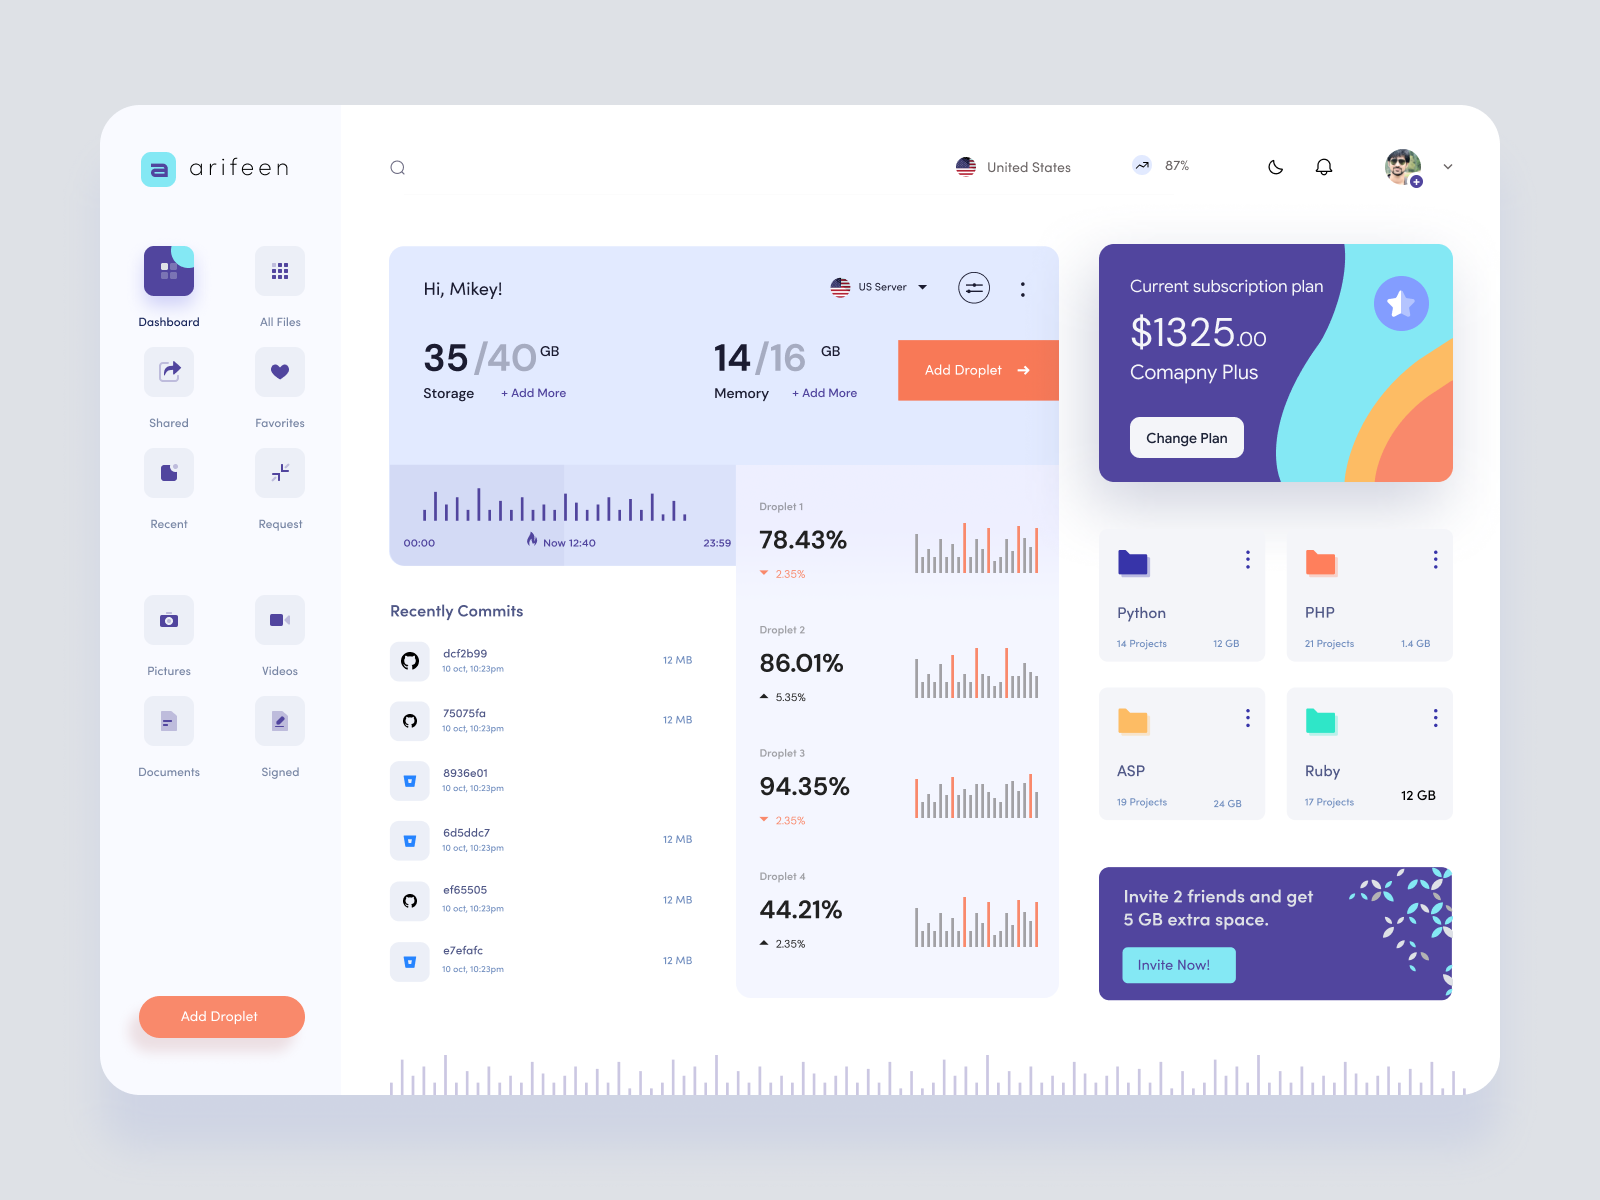 a arifeen
United States
87%
Dashboard
All Files
Shared
Favorites
Recent
Request
Pictures
Videos
Documents
Signed
Add Droplet
Hi, Mikey!
US Server
35/40 GB
Storage
+ Add More
14/16 GB
Memory
+ Add More
Add Droplet
00:00
Now 12:40
23:59
Recently Commits
dcf2b99
10 oct, 10:23pm
12 MB
75075fa
10 oct, 10:23pm
12 MB
8936e01
10 oct, 10:23pm
6d5ddc7
10 oct, 10:23pm
12 MB
ef65505
10 oct, 10:23pm
12 MB
e7efafc
10 oct, 10:23pm
12 MB
Droplet 1
78.43%
2.35%
Droplet 2
86.01%
5.35%
Droplet 3
94.35%
2.35%
Droplet 4
44.21%
2.35%
Current subscription plan
$1325.00
Comapny Plus
Change Plan
Python
14 Projects
12 GB
PHP
21 Projects
1.4 GB
ASP
19 Projects
24 GB
Ruby
17 Projects
12 GB
Invite 2 friends and get
5 GB extra space.
Invite Now!